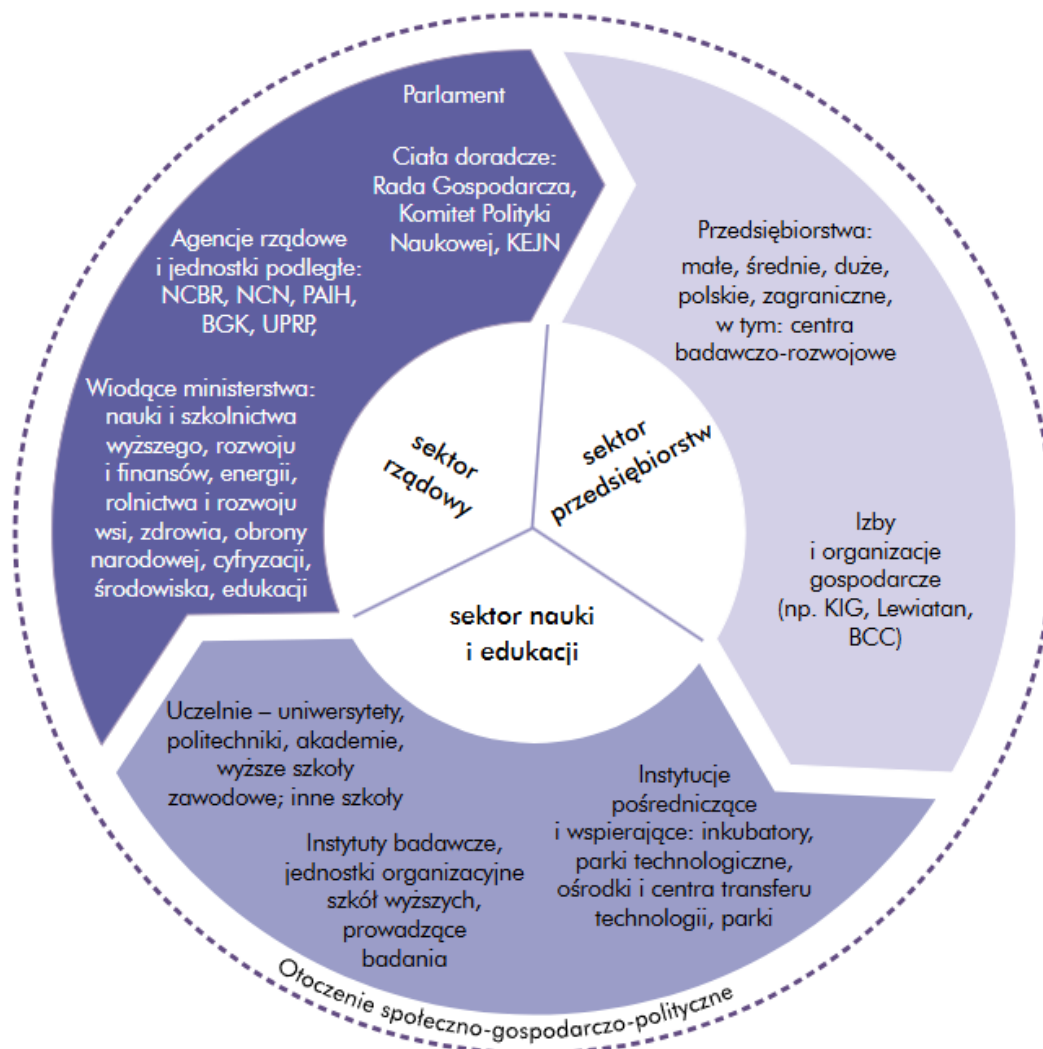 Parlament
Ciała doradcze:
Rada Gospodarcza,
Komitet Polityki
Naukowej, KEJN
Agencje rządowe
i jednostki podległe:
NCBR, NCN, PAIH,
BGK, UPRP,
Wiodące ministerstwa:
nauki i szkolnictwa
wyższego, rozwoju
i finansów, energii,
rolnictwa i rozwoju
wsi, zdrowia, obrony
narodowej, cyfryzacji,
środowiska, edukacji
Przedsiębiorstwa:
małe, średnie, duże,
polskie, zagraniczne,
w tym: centra
badawczo-rozwojowe
Izby
i organizacje
gospodarcze
(np. KIG, Lewiatan,
BCC)
sektor
rządowy
sektor
przedsiębiorstw
sektor nauki
i edukacji
Uczelnie – uniwersytety,
politechniki, akademie,
wyższe szkoły
zawodowe; inne szkoły
Instytuty badawcze,
jednostki organizacyjne
szkół wyższych,
prowadzące
badania
Instytucje
pośredniczące
i wspierające: inkubatory,
parki technologiczne,
ośrodki i centra transferu
technologii, parki
Otoczenie społeczno-gospodarczo-polityczne